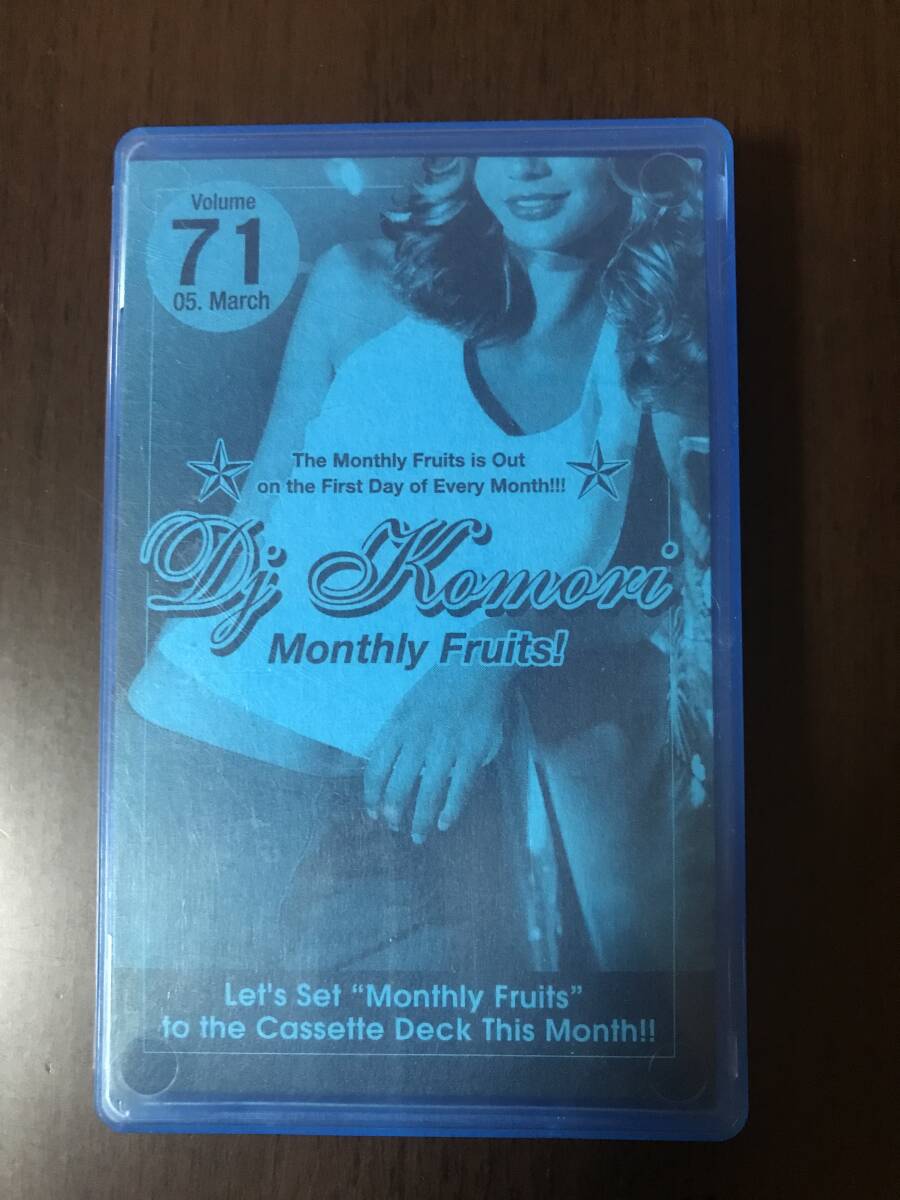 Volume
71
05. March
The Monthly Fruits is Out
on the First Day of Every Month!!!
Dj Komori
Monthly Fruits!
Let's Set “Monthly Fruits”
to the Cassette Deck This Month!!